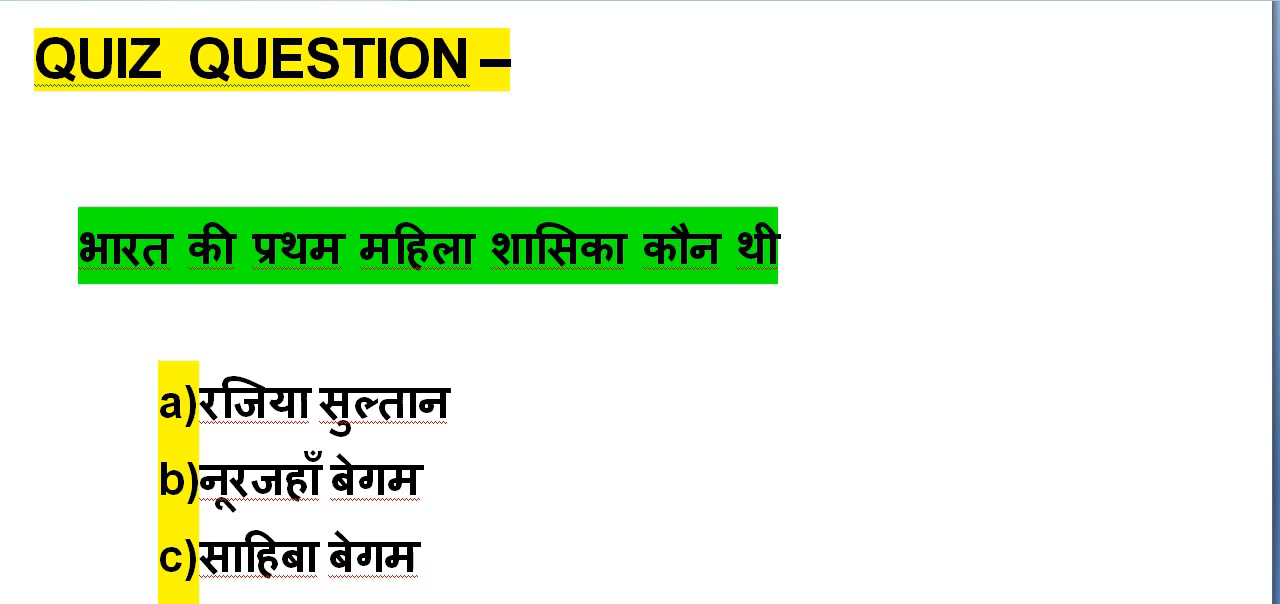 QUIZ QUESTION –
भारत की प्रथम महिला शासिका कौन थी
a)रजिया सुल्तान
b)नूरजहाँ बेगम
c)साहिबा बेगम